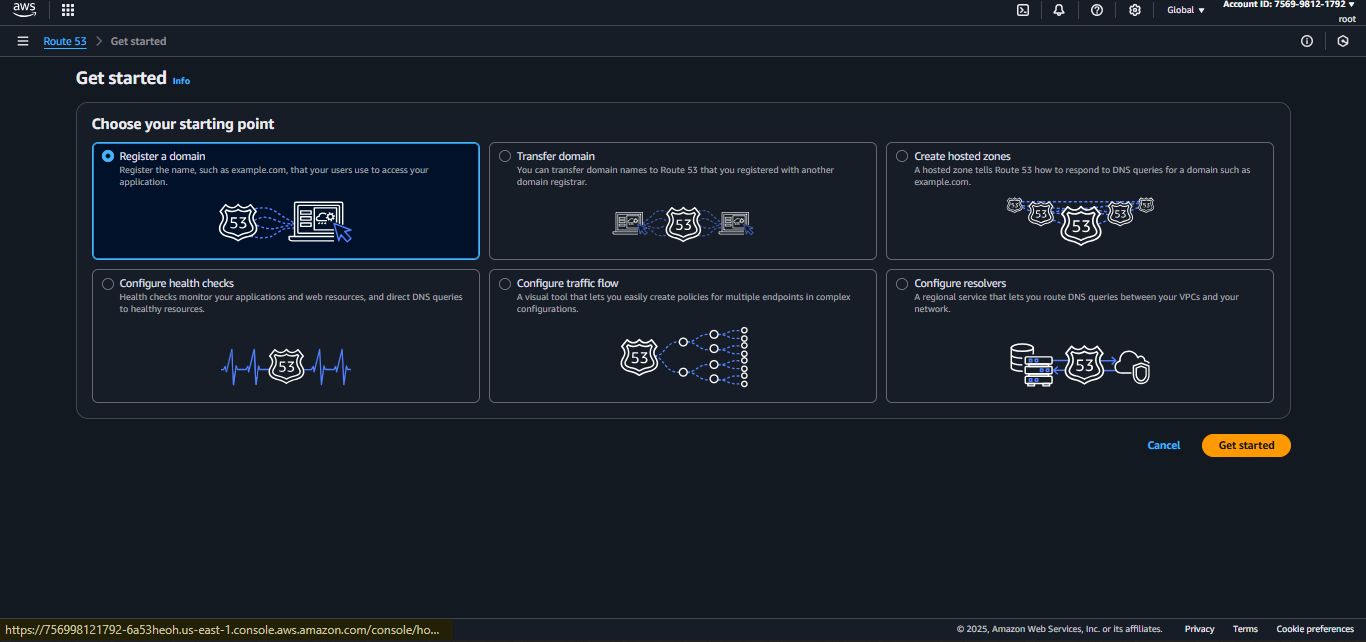 aws
Global ▼
Account ID: 7569-9812-1792 ▼
root
Route 53 > Get started
Get started Info
Choose your starting point
Register a domain
Register the name, such as example.com, that your users use to access your
application.
53
Transfer domain
You can transfer domain names to Route 53 that you registered with another
domain registrar.
53
Create hosted zones
A hosted zone tells Route 53 how to respond to DNS queries for a domain such as
example.com.
53 53 53 53 53
Configure health checks
Health checks monitor your applications and web resources, and direct DNS queries
to healthy resources.
53
Configure traffic flow
A visual tool that lets you easily create policies for multiple endpoints in complex
configurations.
53
Configure resolvers
A regional service that lets you route DNS queries between your VPCs and your
network.
53
Cancel
Get started
https://756998121792-6a53heoh.us-east-1.console.aws.amazon.com/console/ho...
© 2025, Amazon Web Services, Inc. or its affiliates.
Privacy
Terms
Cookie preferences